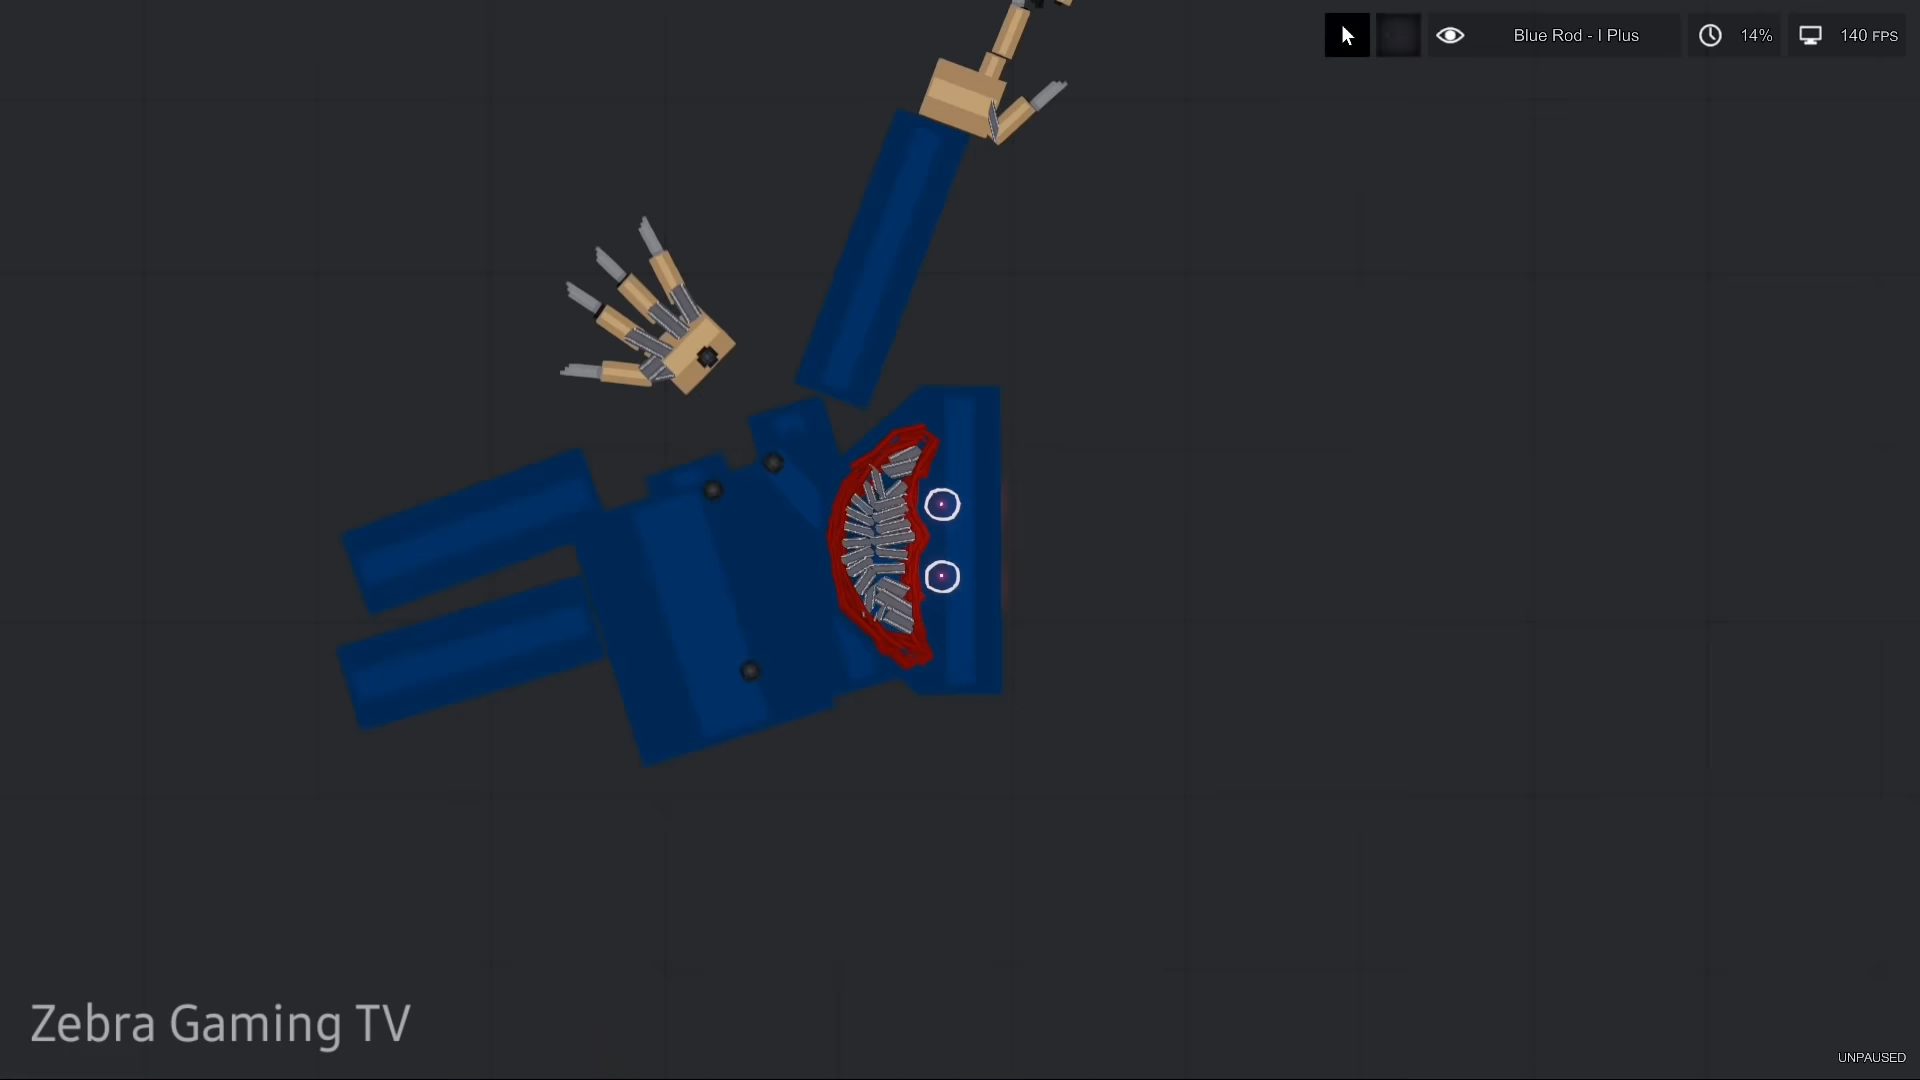 Blue Rod - I Plus
14%
140 FPS
Zebra Gaming TV
UNPAUSED